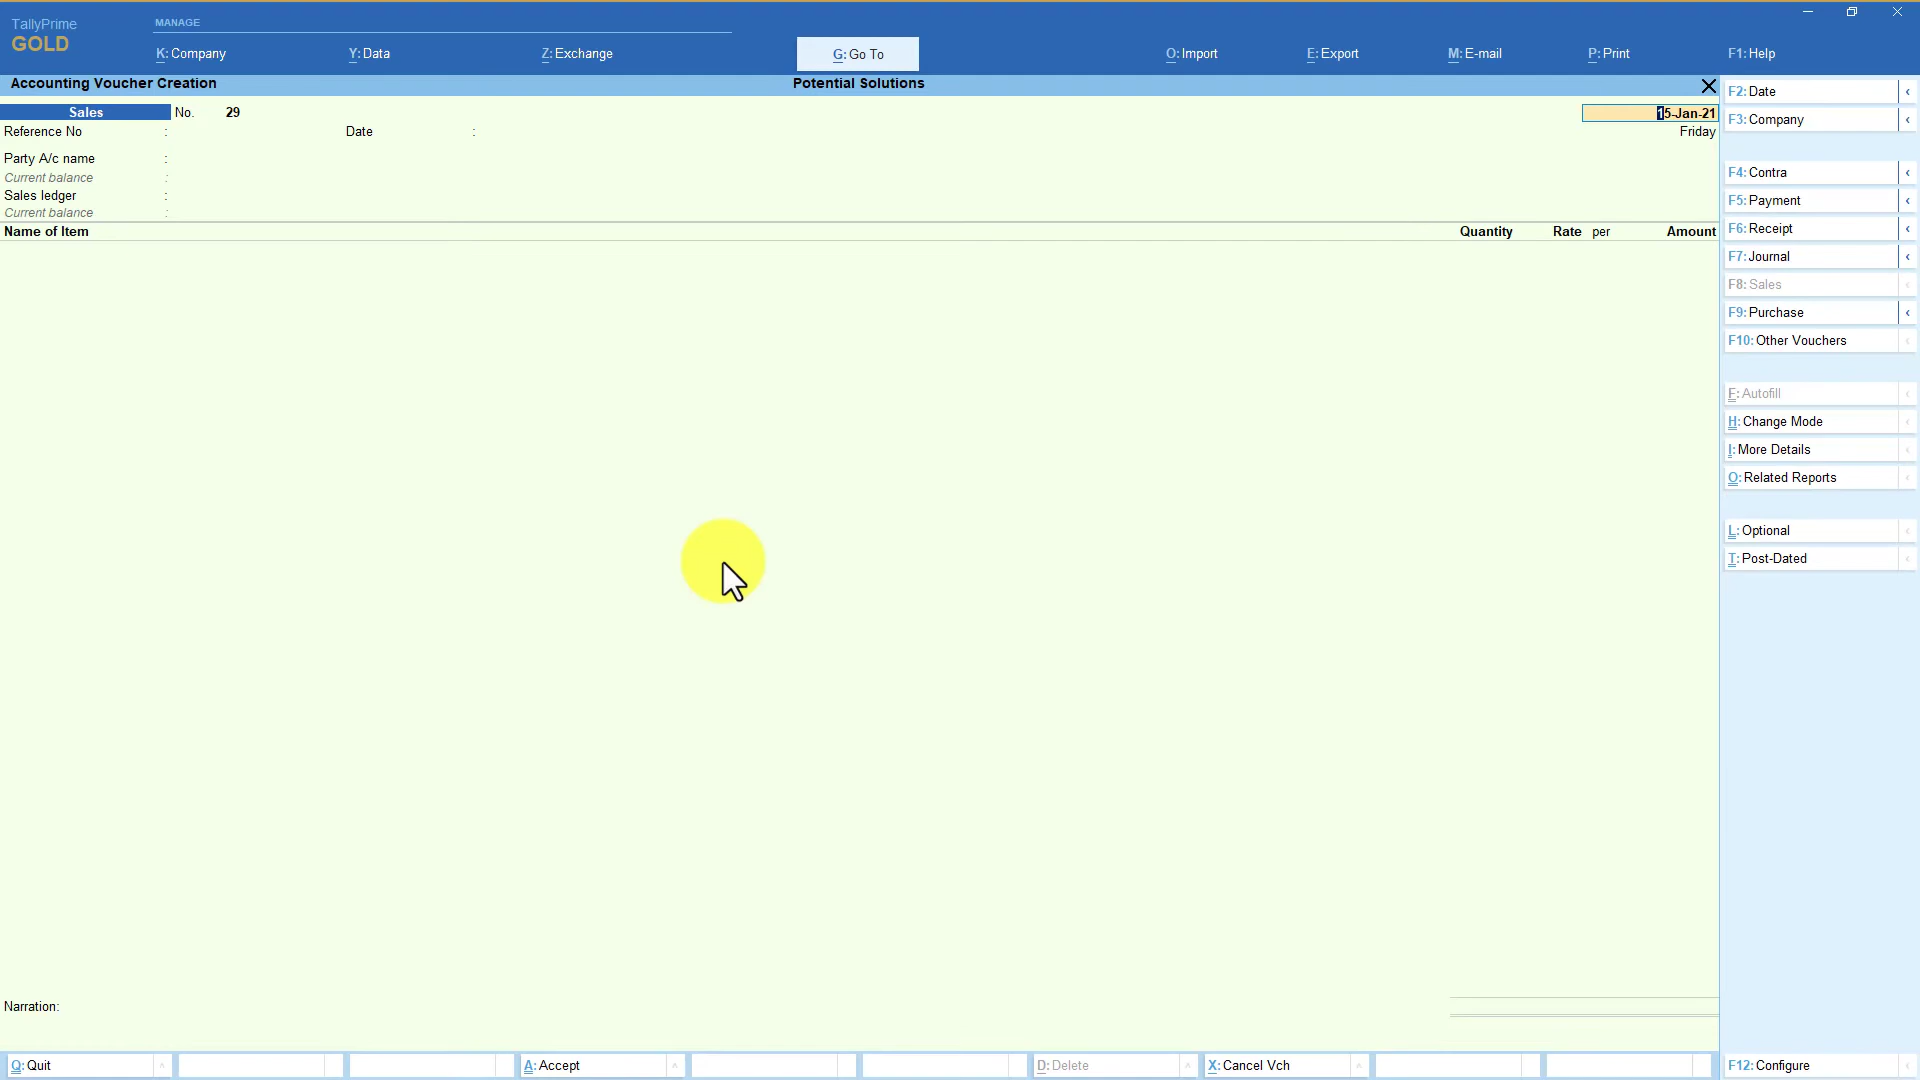 TallyPrime
GOLD
MANAGE
K: Company
Y: Data
Z: Exchange
G: Go To
O: Import
E: Export
M: E-mail
P: Print
F1: Help
Accounting Voucher Creation
Potential Solutions
Sales No. 29
15-Jan-21
Reference No :
Date :
Friday
Party A/c name :
Current balance :
Sales ledger :
Current balance :
Name of Item
Quantity
Rate per
Amount
Narration:
F2: Date
F3: Company
F4: Contra
F5: Payment
F6: Receipt
F7: Journal
F8: Sales
F9: Purchase
F10: Other Vouchers
F: Autofill
H: Change Mode
I: More Details
O: Related Reports
L: Optional
T: Post-Dated
Q: Quit
A: Accept
D: Delete
X: Cancel Vch
F12: Configure